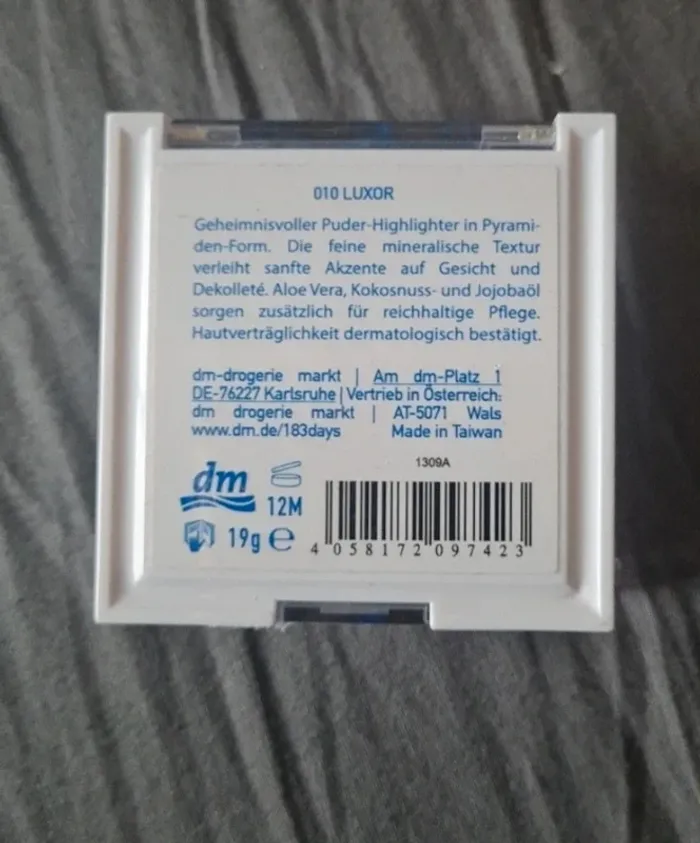 010 LUXOR
Geheimnisvoller Puder-Highlighter in Pyrami-
den-Form. Die feine mineralische Textur
verleiht sanfte Akzente auf Gesicht und
Dekolleté. Aloe Vera, Kokosnuss- und Jojobaöl
sorgen zusätzlich für reichhaltige Pflege.
Hautverträglichkeit dermatologisch bestätigt.
dm-drogerie markt | Am dm-Platz 1
DE-76227 Karlsruhe | Vertrieb in Österreich:
dm drogerie markt | AT-5071 Wals
www.dm.de/183days Made in Taiwan
1309A
dm
12M
19g ℮
4 058172 097423